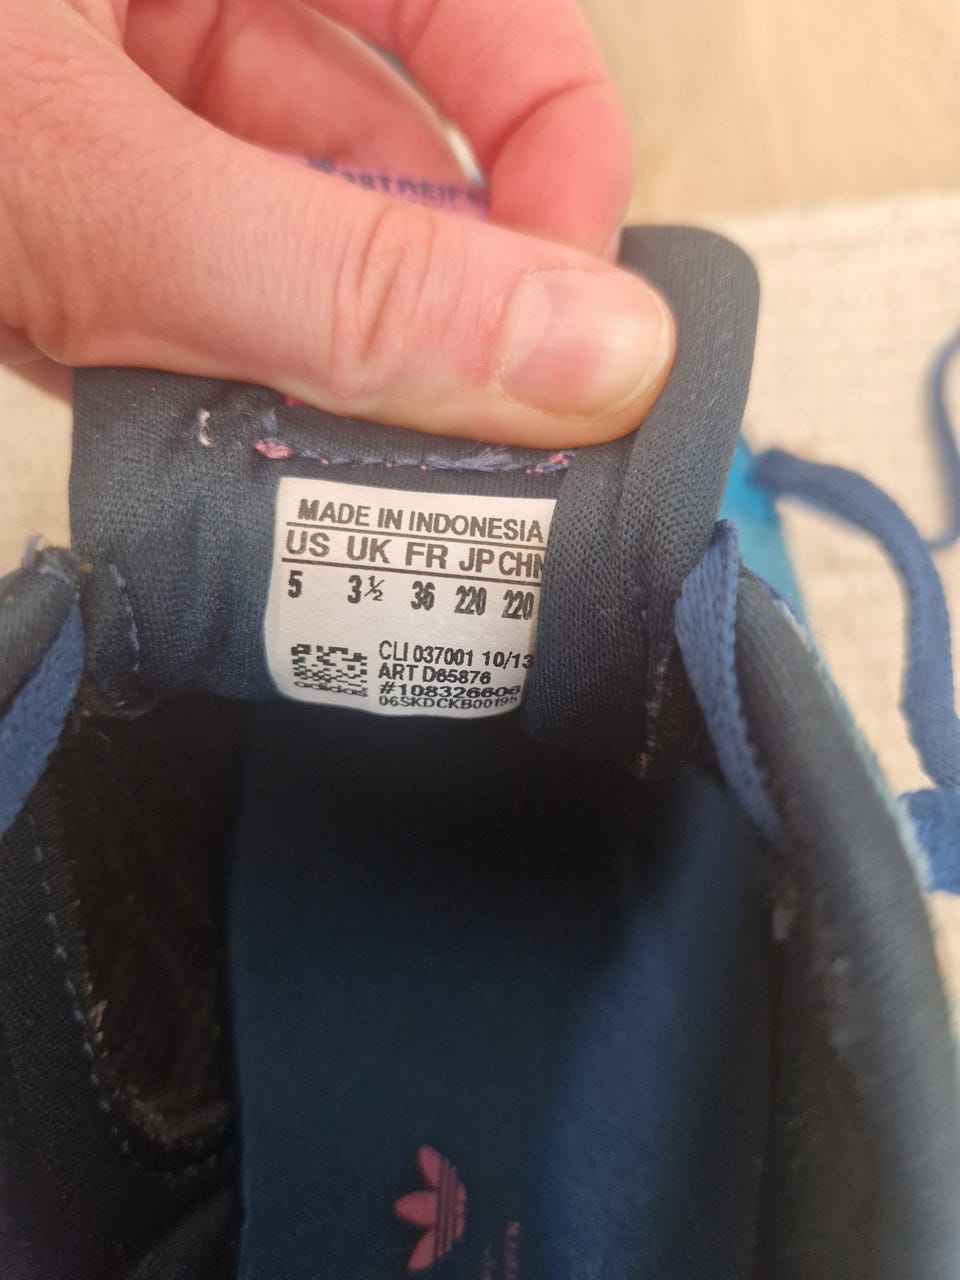 MADE IN INDONESIA
US UK FR JP CHN
5 3½ 36 220 220
CLI 037001 10/13
ART D65876
#108326606
06SKDCKB00195
adidas